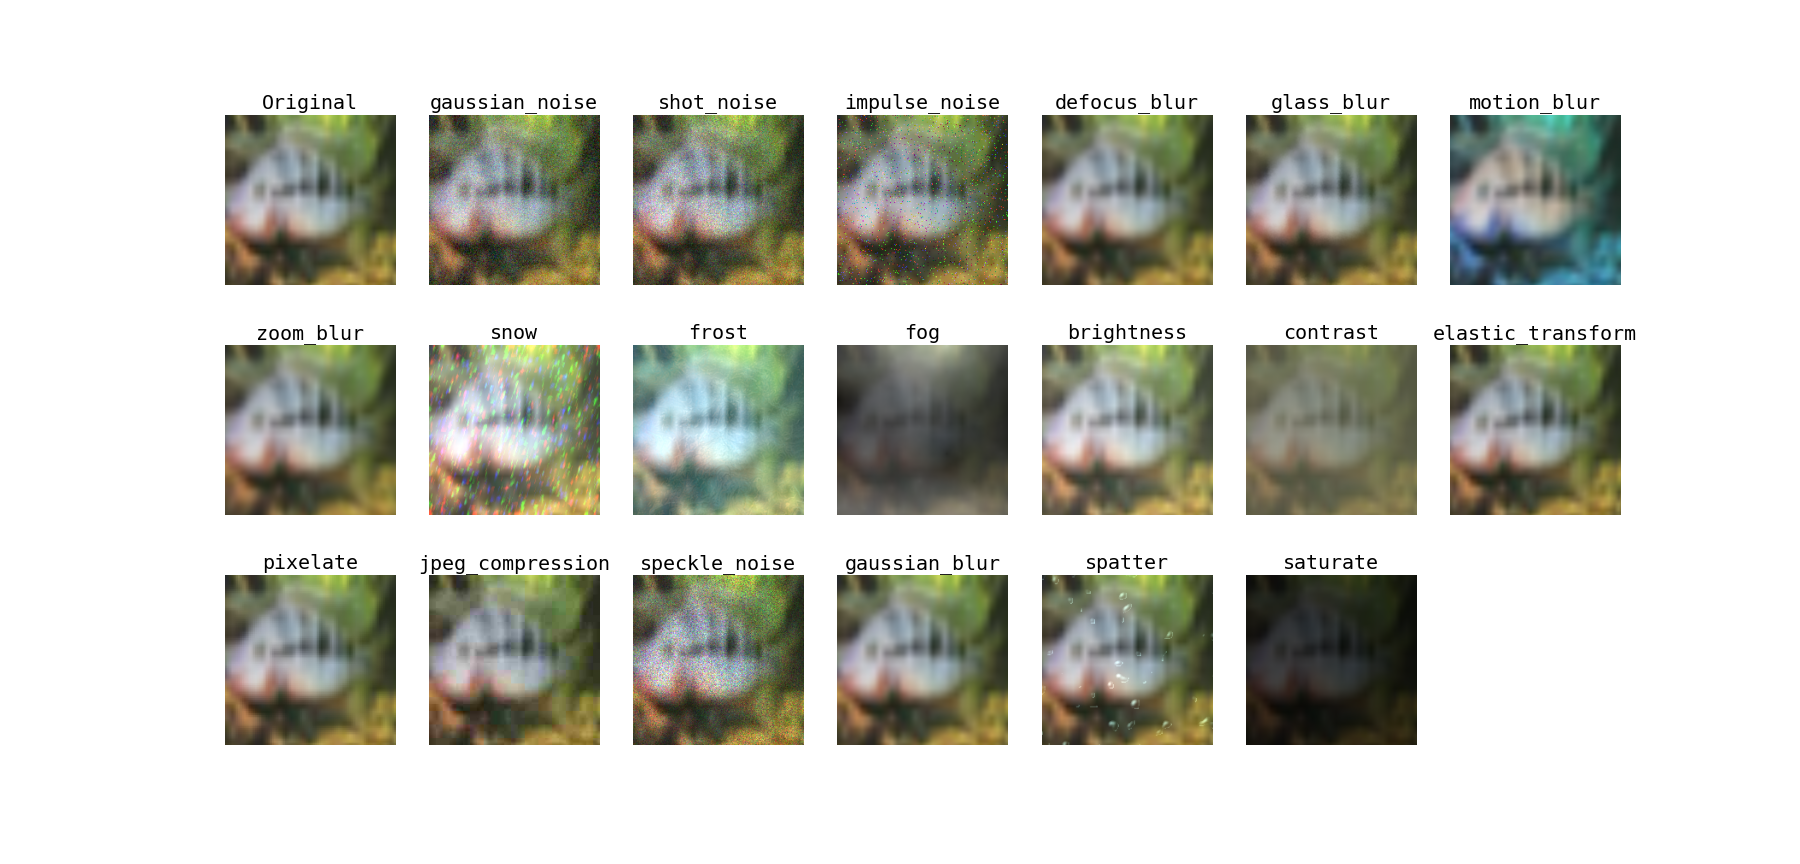 Original gaussian_noise shot_noise impulse_noise defocus_blur glass_blur motion_blur
zoom_blur snow frost fog brightness contrast elastic_transform
pixelate jpeg_compression speckle_noise gaussian_blur spatter saturate